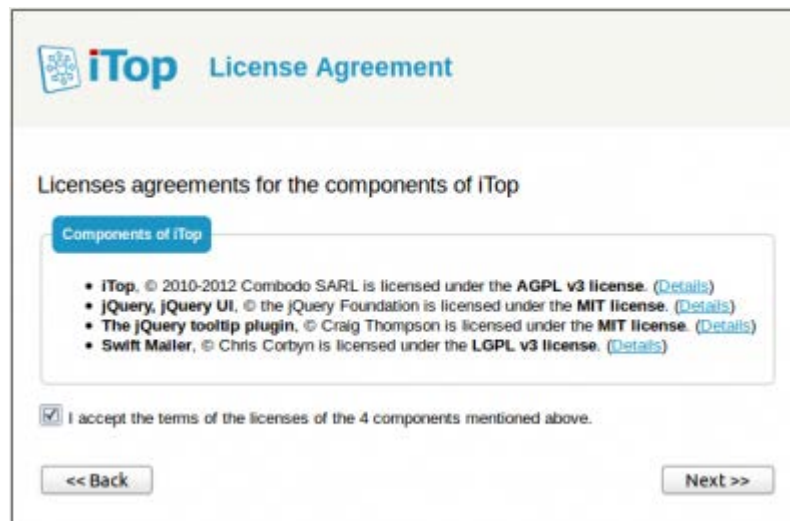 iTop License Agreement
Licenses agreements for the components of iTop
Components of iTop
• iTop, © 2010-2012 Combodo SARL is licensed under the AGPL v3 license. (Details)
• jQuery, jQuery UI, © the jQuery Foundation is licensed under the MIT license. (Details)
• The jQuery tooltip plugin, © Craig Thompson is licensed under the MIT license. (Details)
• Swift Mailer, © Chris Corbyn is licensed under the LGPL v3 license. (Details)
I accept the terms of the licenses of the 4 components mentioned above.
<< Back Next >>